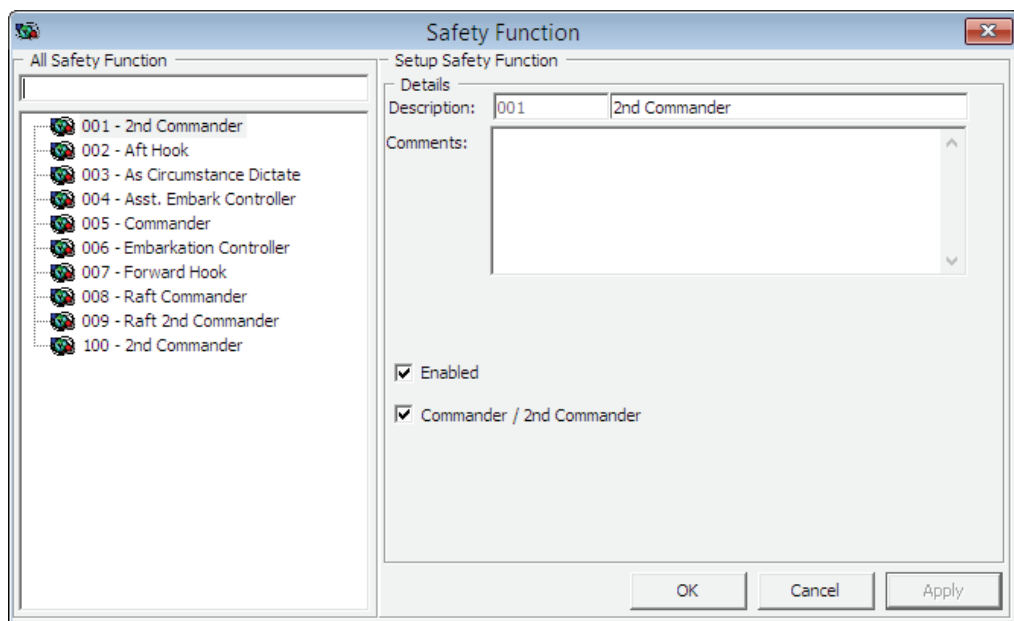 Safety Function
All Safety Function
001 - 2nd Commander
002 - Aft Hook
003 - As Circumstance Dictate
004 - Asst. Embark Controller
005 - Commander
006 - Embarkation Controller
007 - Forward Hook
008 - Raft Commander
009 - Raft 2nd Commander
100 - 2nd Commander
Setup Safety Function
Details
Description: 001 2nd Commander
Comments:
Enabled
Commander / 2nd Commander
OK Cancel Apply